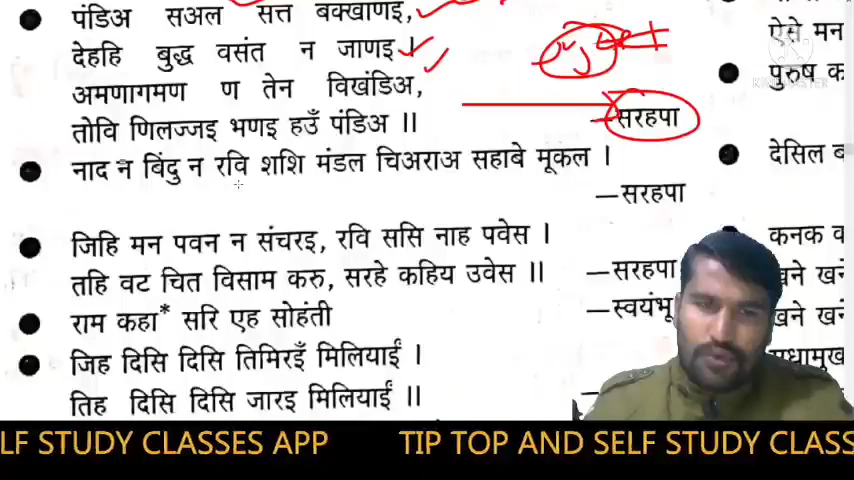 पंडिअ सअल सत्त बक्खाणइ,
देहहि बुद्ध वसंत न जाणइ।
अमणागमण ण तेन विखंडिअ,
तोवि णिलज्जइ भणइ हउँ पंडिअ।।
—सरहपा
नाद न बिंदु न रवि शशि मंडल चिअराअ सहाबे मूकल।
—सरहपा
जिहि मन पवन न संचरइ, रवि ससि नाह पवेस।
तहि वट चित विसाम करु, सरहे कहिय उवेस।।
—सरहपा
राम कहा* सरि एह सोहंती
—स्वयंभू
जिह दिसि दिसि तिमिरइँ मिलियाईं।
तिह दिसि दिसि जारइ मिलियाईं।।
ऐसे मन
पुरुष क
देसिल ब
कनक क
खने खने
खने खने
KINEMASTER
LF STUDY CLASSES APP TIP TOP AND SELF STUDY CLASS